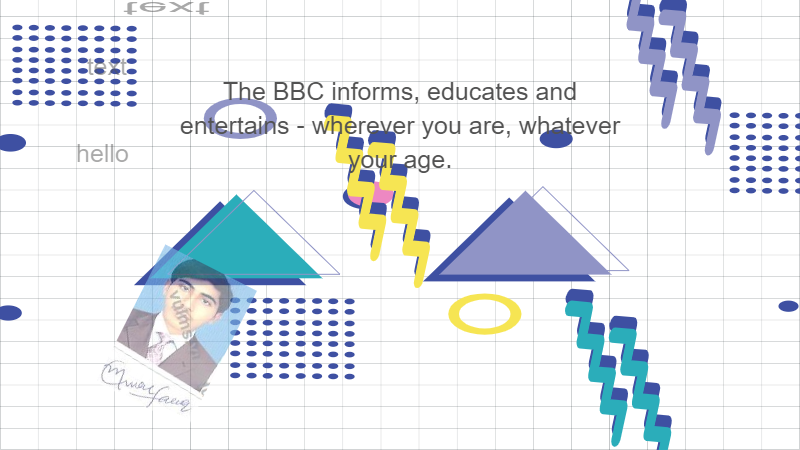 text
text
The BBC informs, educates and
entertains - wherever you are, whatever
your age.
hello